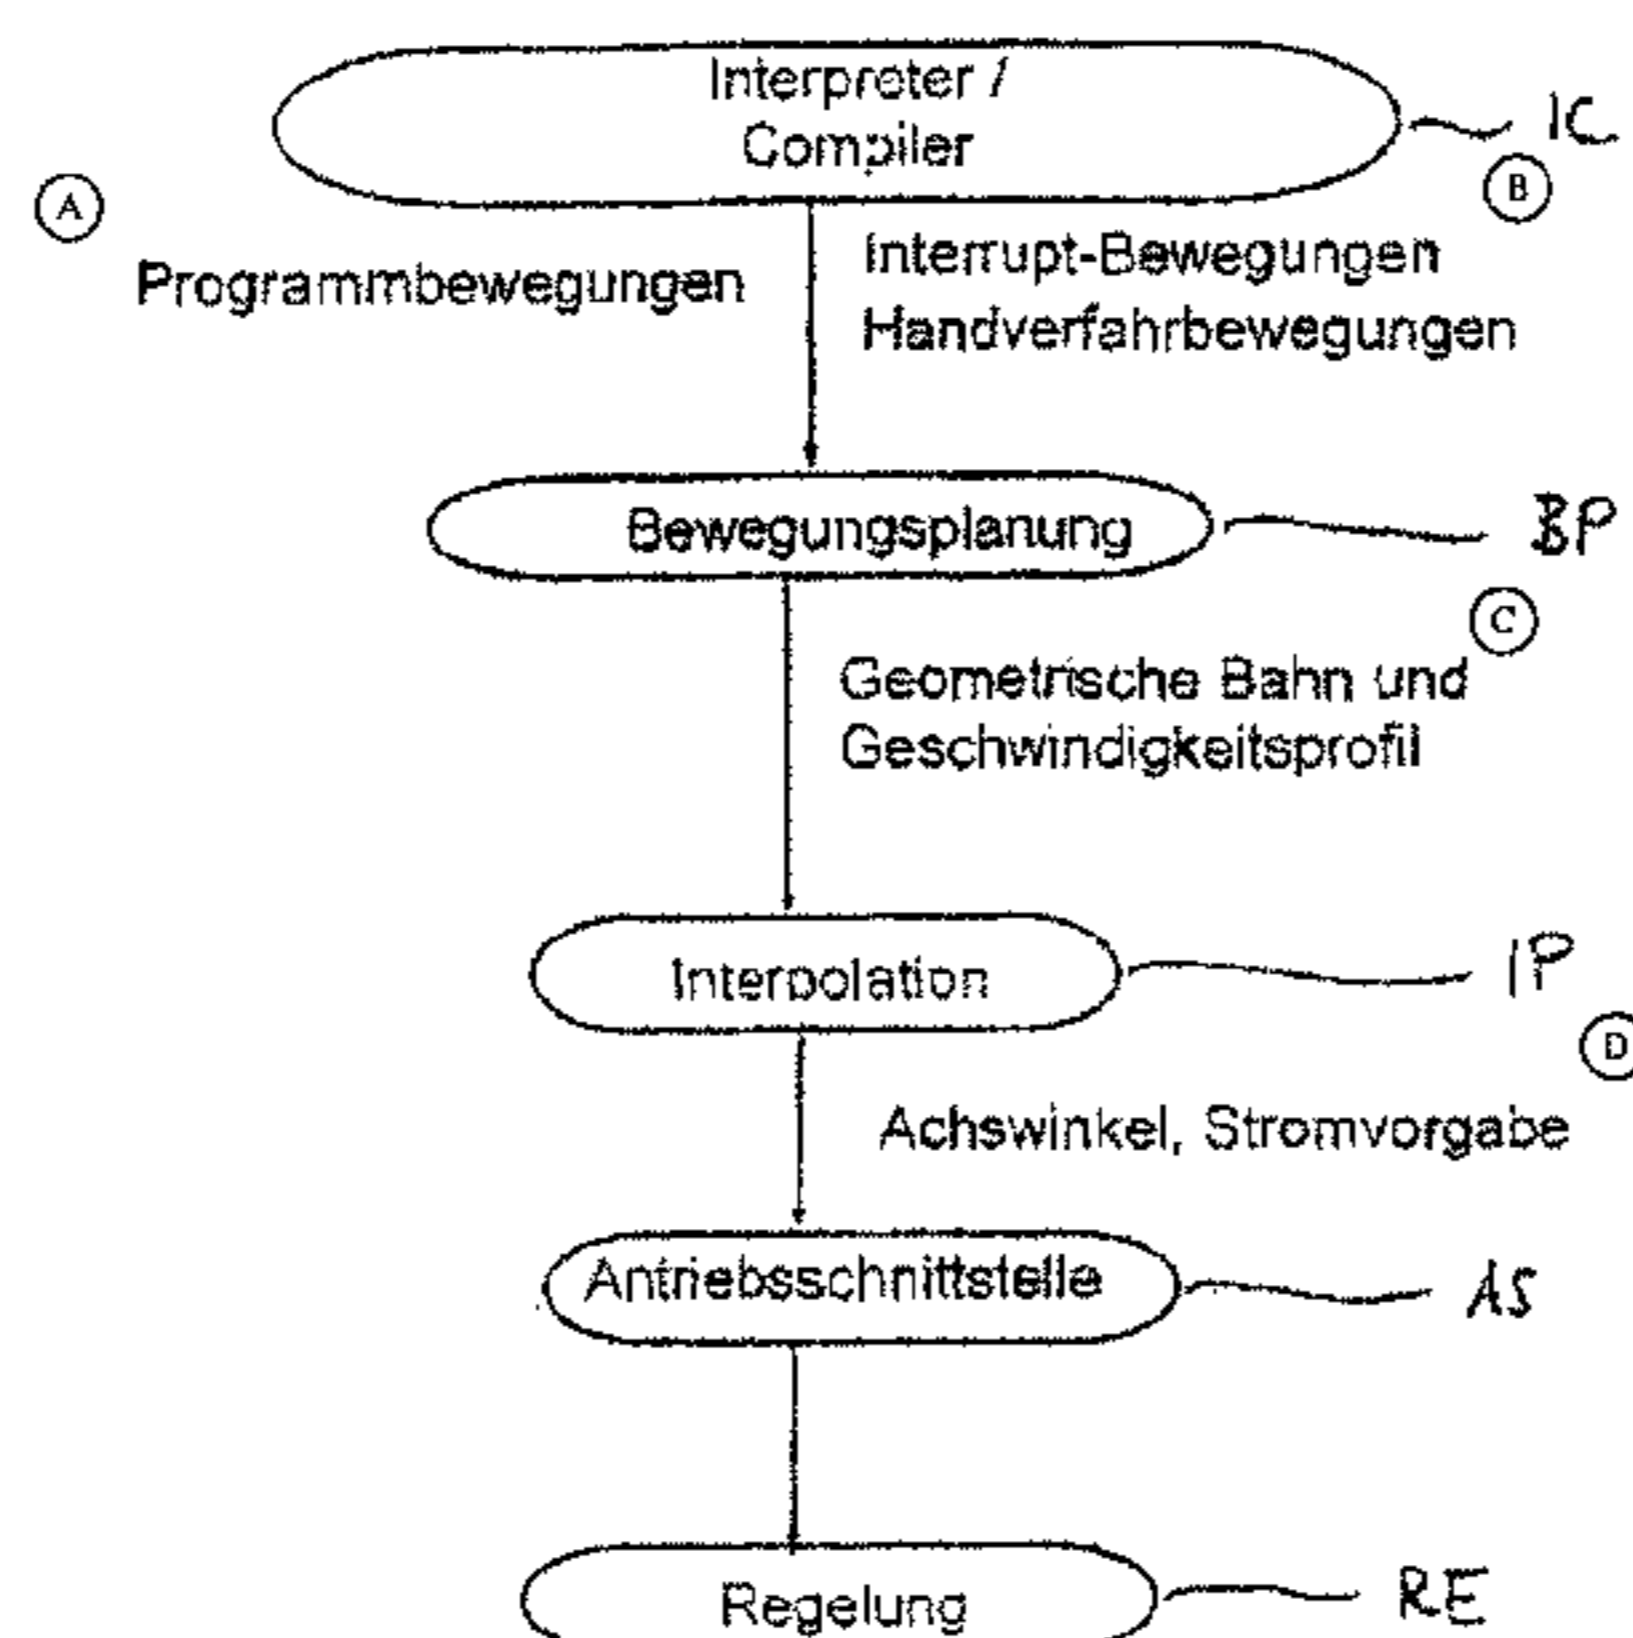 Interpreter /
Compiler
IC
A
B
Programmbewegungen
Interrupt-Bewegungen
Handverfahrbewegungen
Bewegungsplanung
BP
C
Geometrische Bahn und
Geschwindigkeitsprofil
Interpolation
IP
D
Achswinkel, Stromvorgabe
Antriebsschnittstelle
AS
Regelung
RE